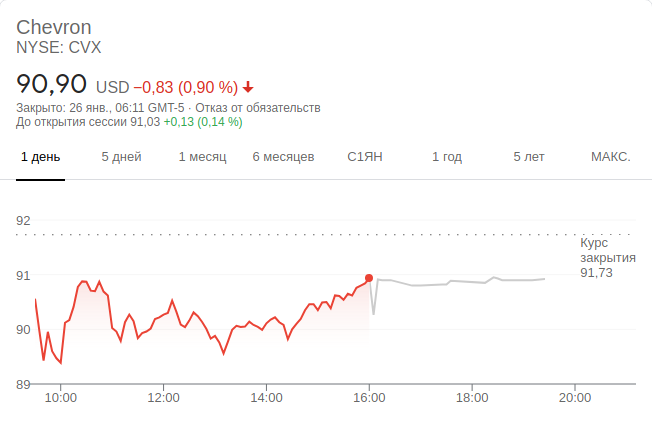 Chevron
NYSE: CVX
90,90 USD −0,83 (0,90 %)
Закрыто: 26 янв., 06:11 GMT-5 · Отказ от обязательств
До открытия сессии 91,03 +0,13 (0,14 %)
1 день 5 дней 1 месяц 6 месяцев С1ЯН 1 год 5 лет МАКС.
92
Курс
закрытия
91,73
91
90
89
10:00 12:00 14:00 16:00 18:00 20:00